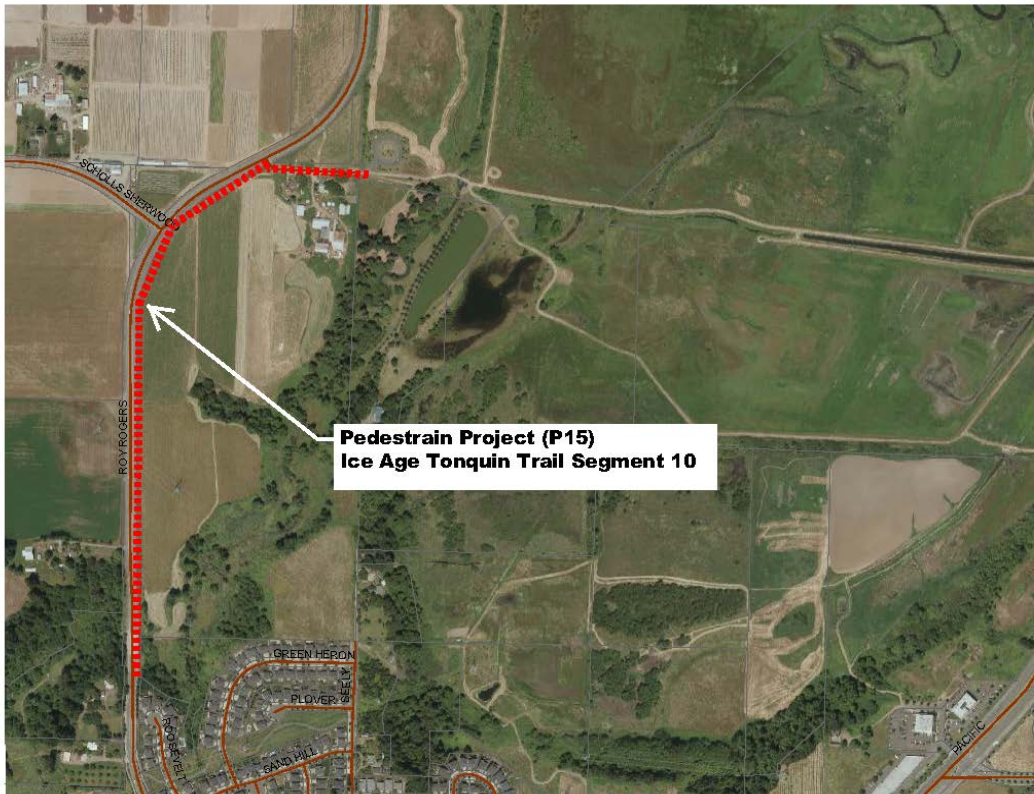 SCHOLLS SHERWOOD
ROY ROGERS
Pedestrain Project (P15)
Ice Age Tonquin Trail Segment 10
GREEN HERON
SEELY
PLOVER
ROOSEVELT
SAND HILL
PACIFIC